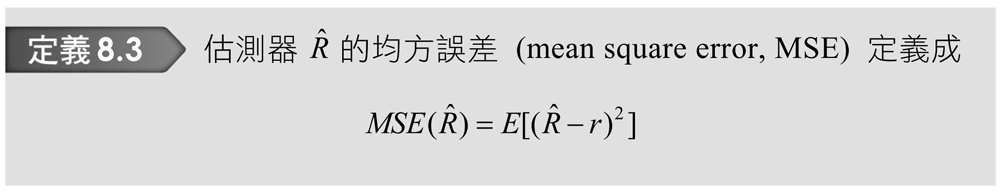 定義 8.3 估測器 R̂ 的均方誤差 (mean square error, MSE) 定義成
MSE(R̂) = E[(R̂ − r)²]